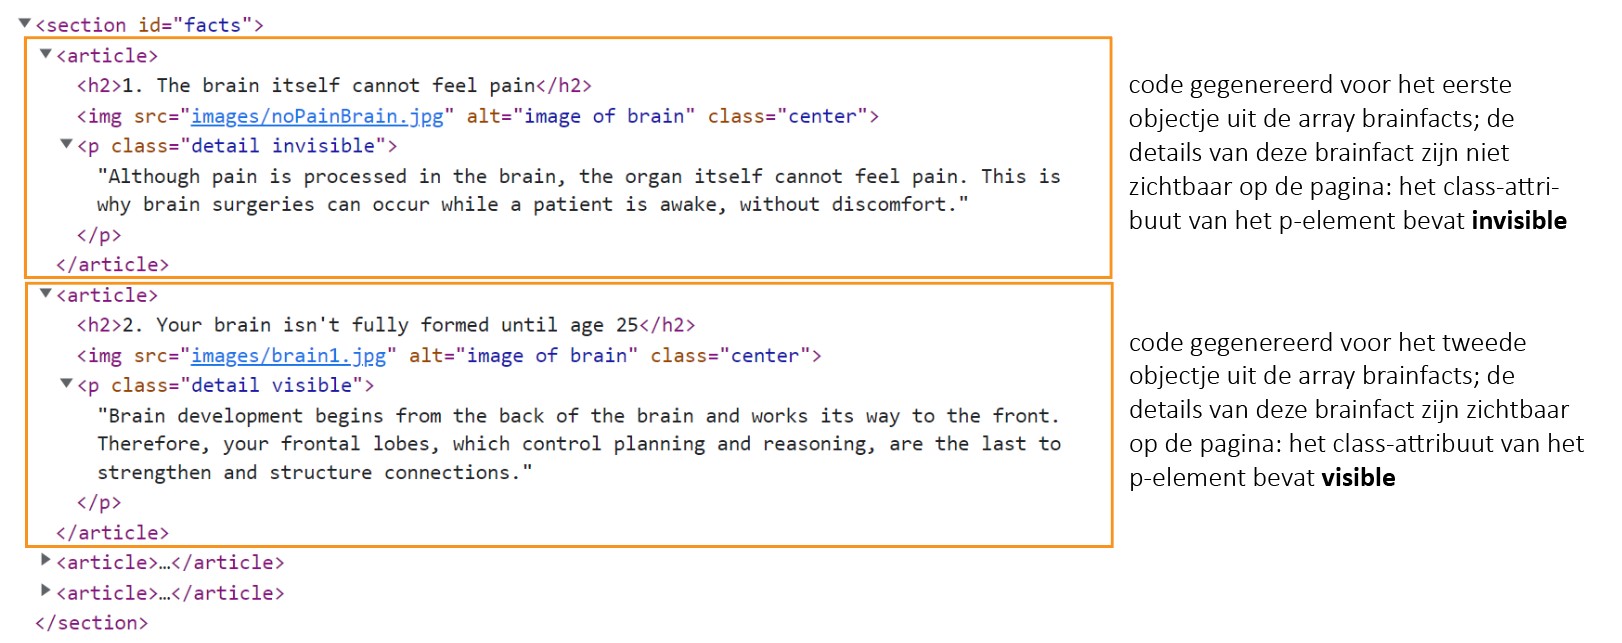 <section id="facts">
<article>
<h2>1. The brain itself cannot feel pain</h2>
<img src="images/noPainBrain.jpg" alt="image of brain" class="center">
<p class="detail invisible">
"Although pain is processed in the brain, the organ itself cannot feel pain. This is
why brain surgeries can occur while a patient is awake, without discomfort."
</p>
</article>
code gegenereerd voor het eerste
objectje uit de array brainfacts; de
details van deze brainfact zijn niet
zichtbaar op de pagina: het class-attri-
buut van het p-element bevat invisible
<article>
<h2>2. Your brain isn't fully formed until age 25</h2>
<img src="images/brain1.jpg" alt="image of brain" class="center">
<p class="detail visible">
"Brain development begins from the back of the brain and works its way to the front.
Therefore, your frontal lobes, which control planning and reasoning, are the last to
strengthen and structure connections."
</p>
</article>
code gegenereerd voor het tweede
objectje uit de array brainfacts; de
details van deze brainfact zijn zichtbaar
op de pagina: het class-attribuut van het
p-element bevat visible
<article>…</article>
<article>…</article>
</section>